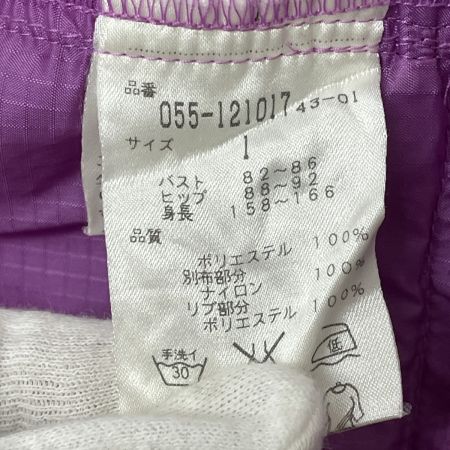 品番
055-121017 43-01
サイズ 1
バスト 82~86
ヒップ 88~92
身長 158~166
品質
ポリエステル 100%
別布部分
ナイロン 100%
リブ部分
ポリエステル 100%
手洗イ
30
低